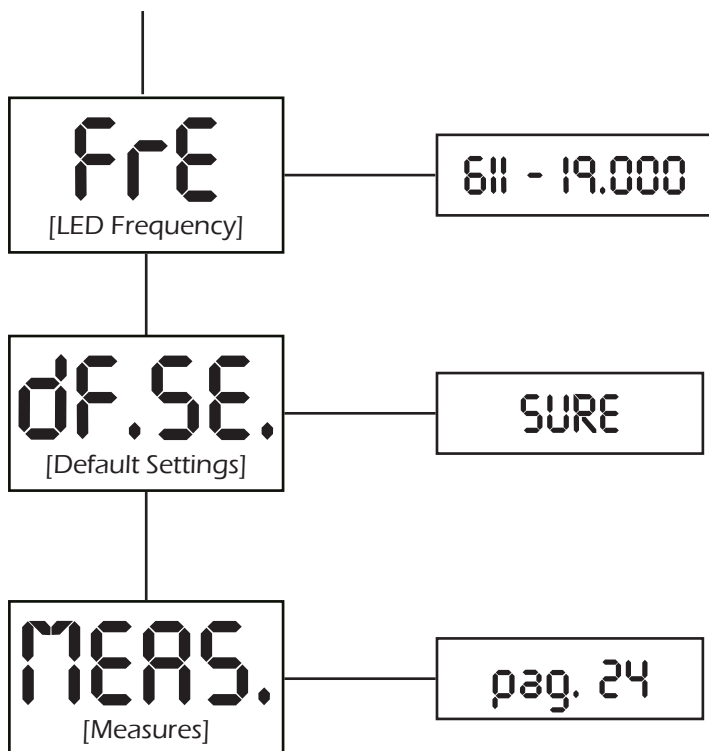 FrE
[LED Frequency]
611 - 19.000
dF.SE.
[Default Settings]
SURE
MEAS.
[Measures]
pag. 24